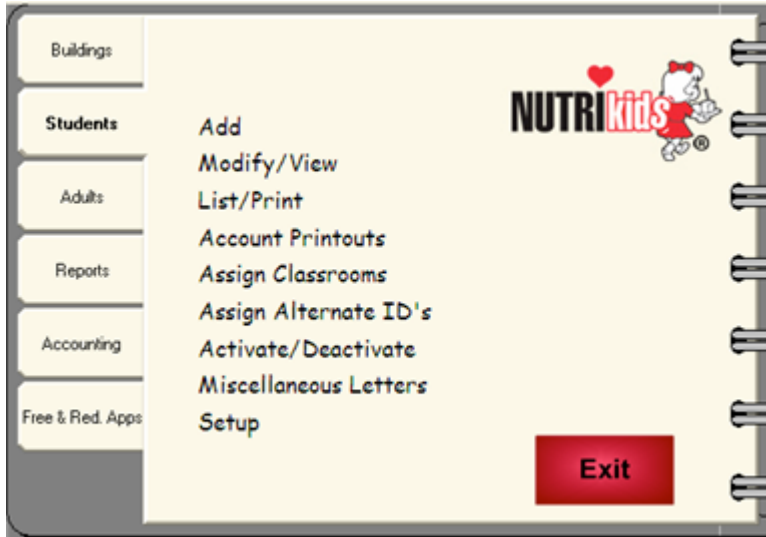 Buildings
Students
Adults
Reports
Accounting
Free & Red. Apps
NUTRIkids®
Add
Modify/View
List/Print
Account Printouts
Assign Classrooms
Assign Alternate ID's
Activate/Deactivate
Miscellaneous Letters
Setup
Exit